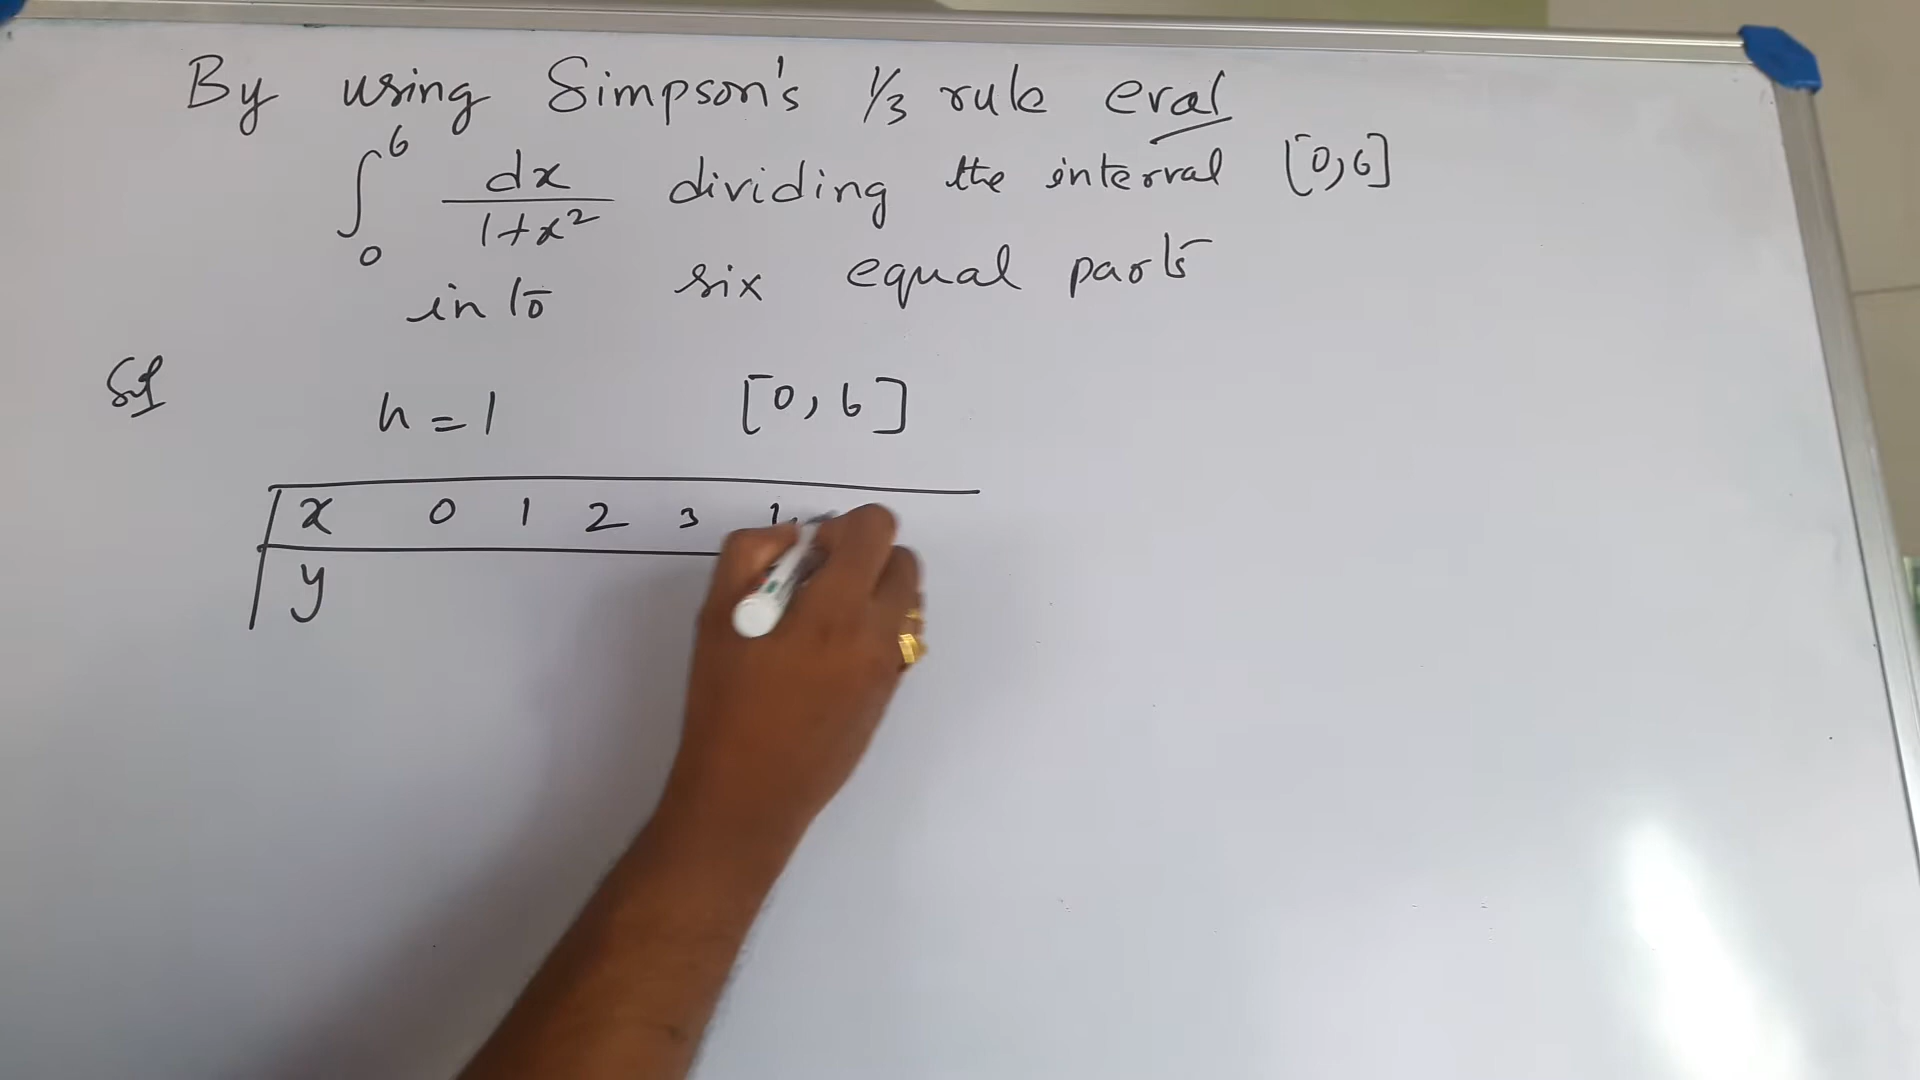 By using Simpson's 1/3 rule eval
∫₀⁶ dx/1+x² dividing the interval [0,6]
into six equal parts
Sol
h=1 [0, 6]
x 0 1 2 3
y